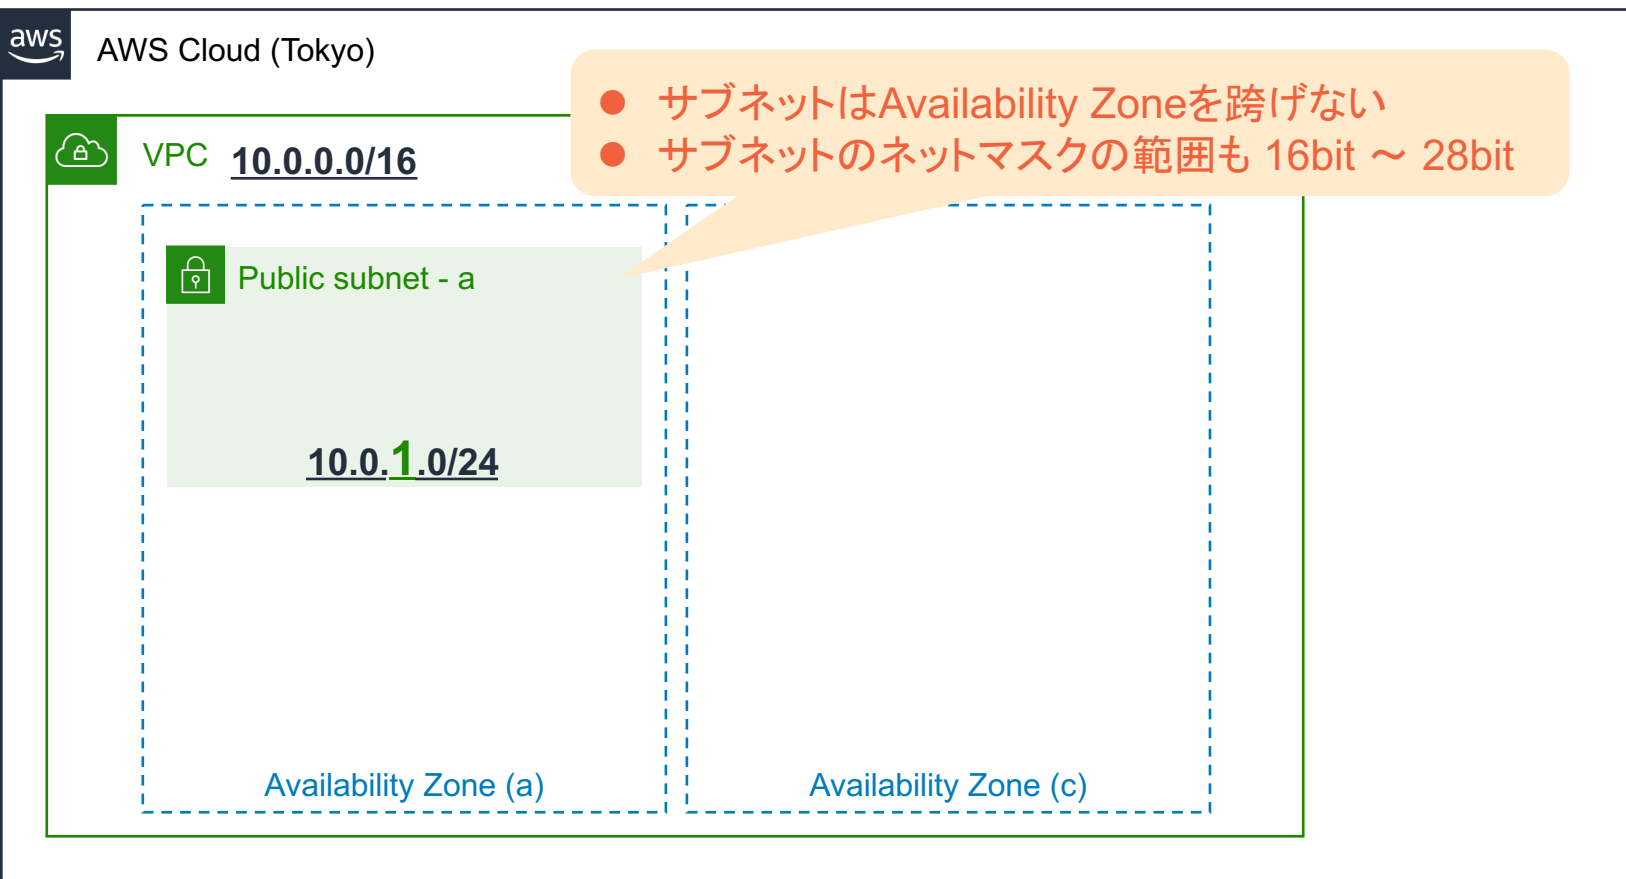 aws
AWS Cloud (Tokyo)
● サブネットはAvailability Zoneを跨げない
● サブネットのネットマスクの範囲も 16bit ～ 28bit
VPC 10.0.0.0/16
Public subnet - a
10.0.1.0/24
Availability Zone (a)
Availability Zone (c)